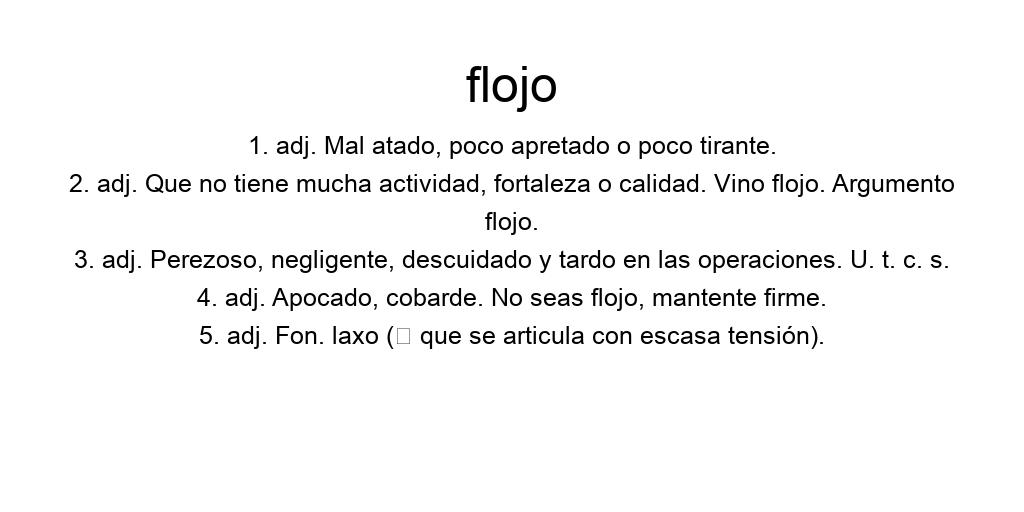 flojo
1. adj. Mal atado, poco apretado o poco tirante.
2. adj. Que no tiene mucha actividad, fortaleza o calidad. Vino flojo. Argumento
flojo.
3. adj. Perezoso, negligente, descuidado y tardo en las operaciones. U. t. c. s.
4. adj. Apocado, cobarde. No seas flojo, mantente firme.
5. adj. Fon. laxo (▯ que se articula con escasa tensión).